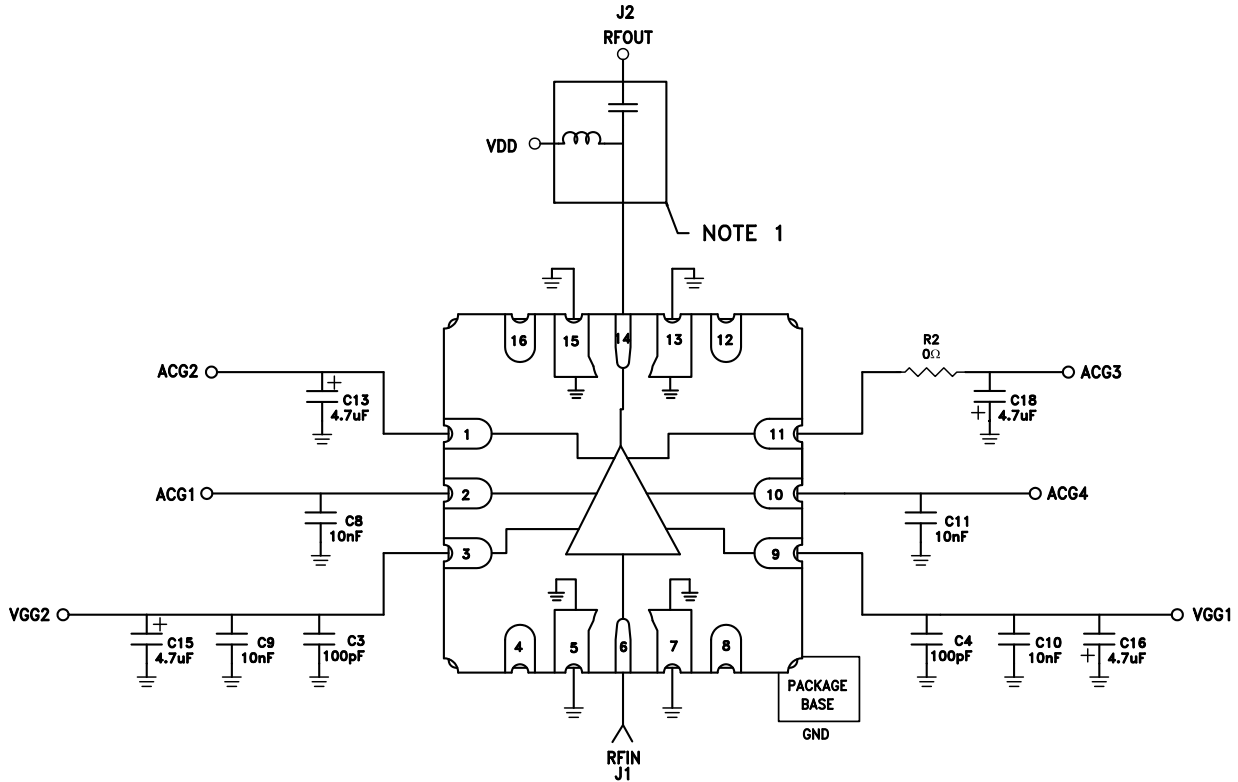 J2
RFOUT
VDD
NOTE 1
16
15
14
13
12
R2
0Ω
ACG2
ACG3
C13
4.7uF
+
C18
4.7uF
+
1
11
ACG1
2
10
ACG4
C8
10nF
C11
10nF
3
9
VGG2
VGG1
+
C15
4.7uF
C9
10nF
C3
100pF
4
5
6
7
8
C4
100pF
C10
10nF
C16
4.7uF
+
PACKAGE
BASE
GND
RFIN
J1